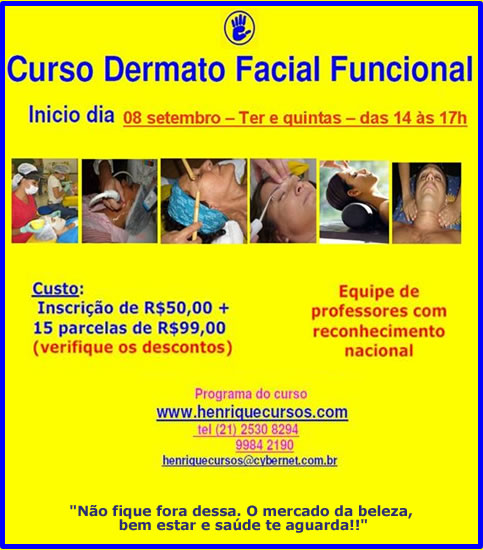 Curso Dermato Facial Funcional
Inicio dia 08 setembro – Ter e quintas – das 14 às 17h
Custo:
Inscrição de R$50,00 +
15 parcelas de R$99,00
(verifique os descontos)
Equipe de
professores com
reconhecimento
nacional
Programa do curso
www.henriquecursos.com
tel (21) 2530 8294
9984 2190
henriquecursos@cybernet.com.br
"Não fique fora dessa. O mercado da beleza,
bem estar e saúde te aguarda!!"